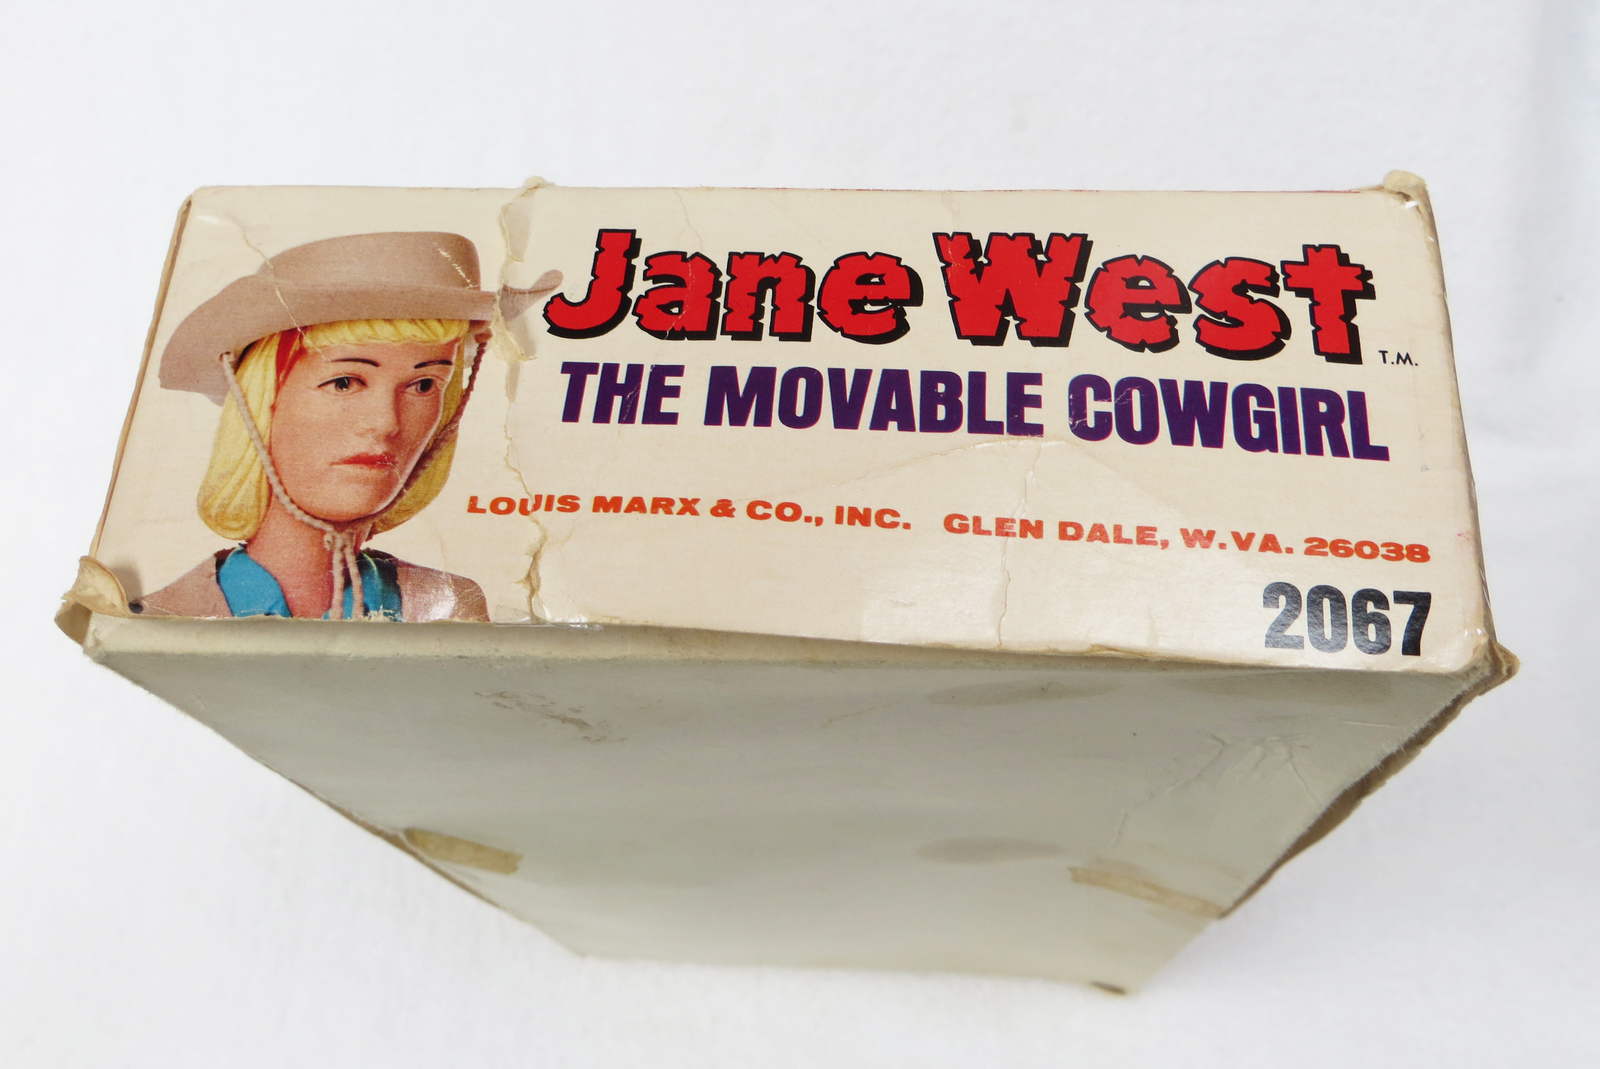 Jane West T.M.
THE MOVABLE COWGIRL
LOUIS MARX & CO., INC. GLEN DALE, W.VA. 26038
2067